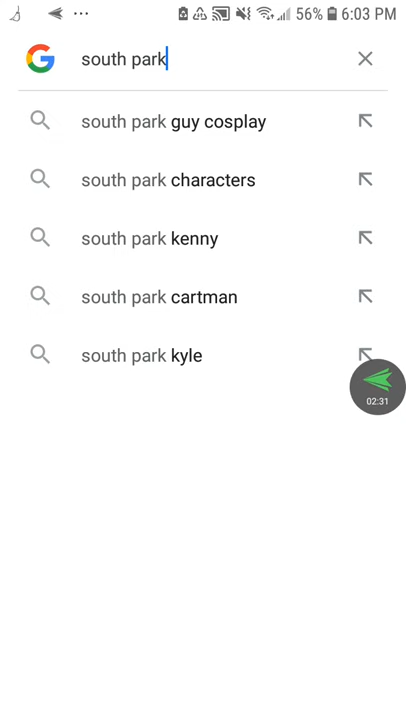 56% 6:03 PM
south park
south park guy cosplay
south park characters
south park kenny
south park cartman
south park kyle
02:31